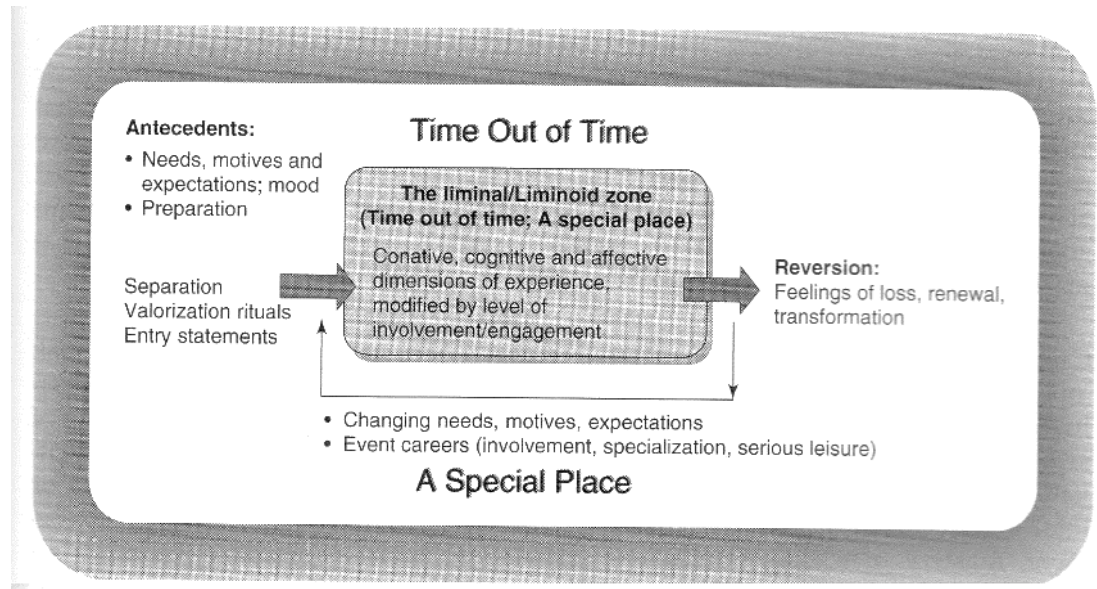 Time Out of Time
Antecedents:
• Needs, motives and
expectations; mood
• Preparation
Separation
Valorization rituals
Entry statements
The liminal/Liminoid zone
(Time out of time; A special place)
Conative, cognitive and affective
dimensions of experience,
modified by level of
involvement/engagement
Reversion:
Feelings of loss, renewal,
transformation
• Changing needs, motives, expectations
• Event careers (involvement, specialization, serious leisure)
A Special Place